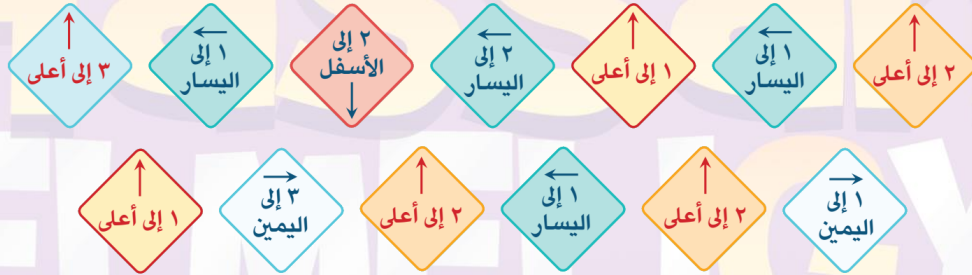 ٢ إلى أعلى
١ إلى
اليسار
١ إلى أعلى
٢ إلى
اليسار
٢ إلى
الأسفل
١ إلى
اليسار
٣ إلى أعلى
١ إلى
اليمين
٢ إلى أعلى
١ إلى
اليسار
٢ إلى أعلى
٣ إلى
اليمين
١ إلى أعلى